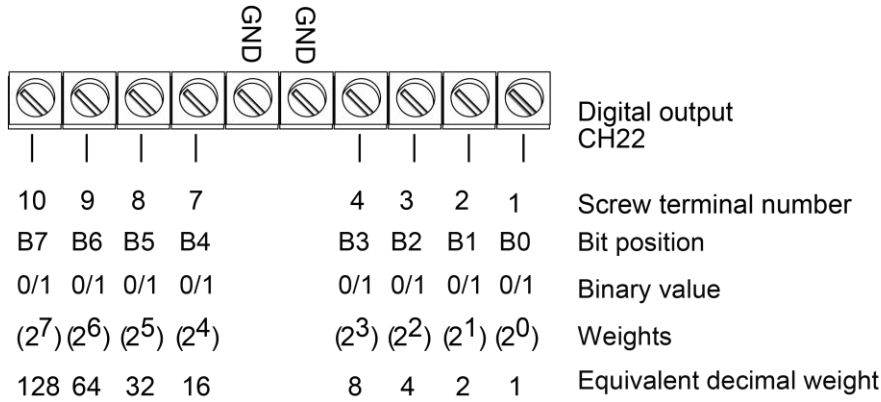 GND GND
Digital output
CH22
10 9 8 7 4 3 2 1 Screw terminal number
B7 B6 B5 B4 B3 B2 B1 B0 Bit position
0/1 0/1 0/1 0/1 0/1 0/1 0/1 0/1 Binary value
(2⁷) (2⁶) (2⁵) (2⁴) (2³) (2²) (2¹) (2⁰) Weights
128 64 32 16 8 4 2 1 Equivalent decimal weight